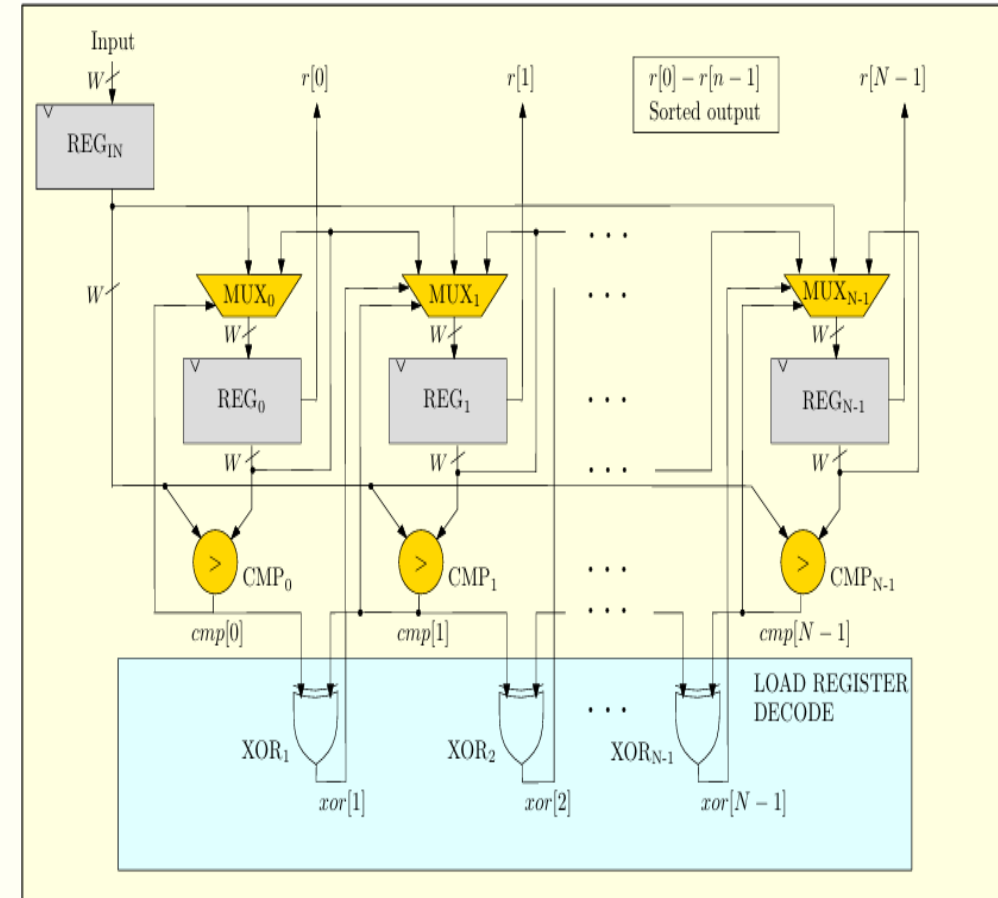 Input
W
r[0]
r[1]
r[0] − r[n − 1]
Sorted output
r[N − 1]
REG_IN
W
MUX_0
MUX_1
MUX_N-1
W
W
W
REG_0
REG_1
REG_N-1
W
W
W
>
>
>
CMP_0
CMP_1
CMP_N-1
cmp[0]
cmp[1]
cmp[N − 1]
LOAD REGISTER
DECODE
XOR_1
XOR_2
XOR_N-1
xor[1]
xor[2]
xor[N − 1]